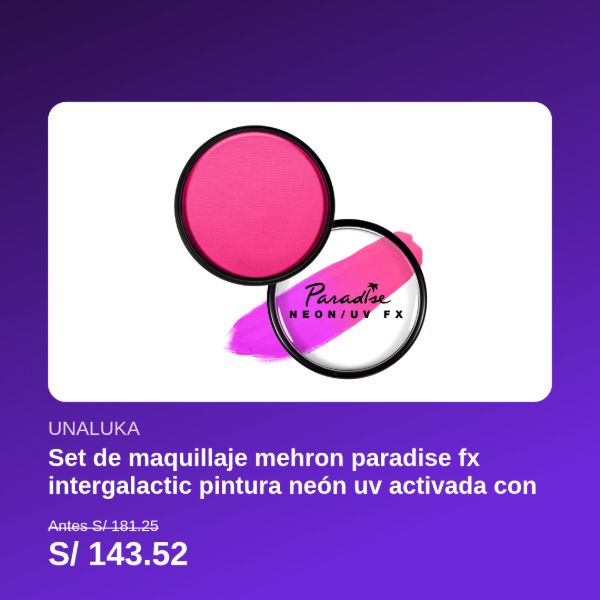 Paradise
NEON/UV FX
UNALUKA
Set de maquillaje mehron paradise fx
intergalactic pintura neón uv activada con
Antes S/ 181.25
S/ 143.52